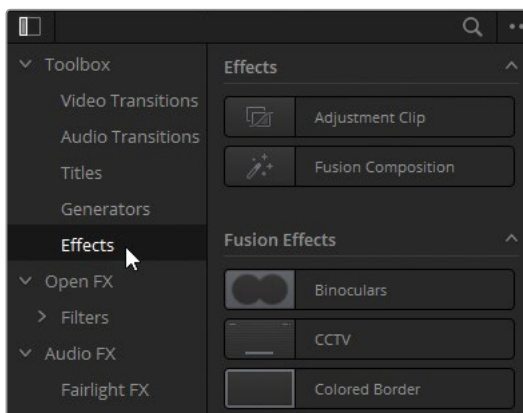 Toolbox
Video Transitions
Audio Transitions
Titles
Generators
Effects
Open FX
Filters
Audio FX
Fairlight FX
Effects
Adjustment Clip
Fusion Composition
Fusion Effects
Binoculars
CCTV
Colored Border